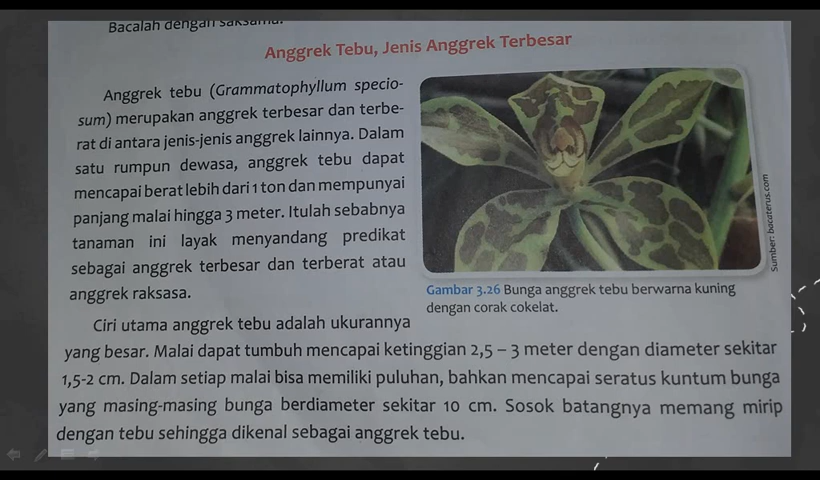 Bacalah dengan saksama.
Anggrek Tebu, Jenis Anggrek Terbesar
Anggrek tebu (Grammatophyllum specio-
sum) merupakan anggrek terbesar dan terbe-
rat di antara jenis-jenis anggrek lainnya. Dalam
satu rumpun dewasa, anggrek tebu dapat
mencapai berat lebih dari 1 ton dan mempunyai
panjang malai hingga 3 meter. Itulah sebabnya
tanaman ini layak menyandang predikat
sebagai anggrek terbesar dan terberat atau
anggrek raksasa.
Sumber: bacaterus.com
Gambar 3.26 Bunga anggrek tebu berwarna kuning
dengan corak cokelat.
Ciri utama anggrek tebu adalah ukurannya
yang besar. Malai dapat tumbuh mencapai ketinggian 2,5 – 3 meter dengan diameter sekitar
1,5-2 cm. Dalam setiap malai bisa memiliki puluhan, bahkan mencapai seratus kuntum bunga
yang masing-masing bunga berdiameter sekitar 10 cm. Sosok batangnya memang mirip
dengan tebu sehingga dikenal sebagai anggrek tebu.